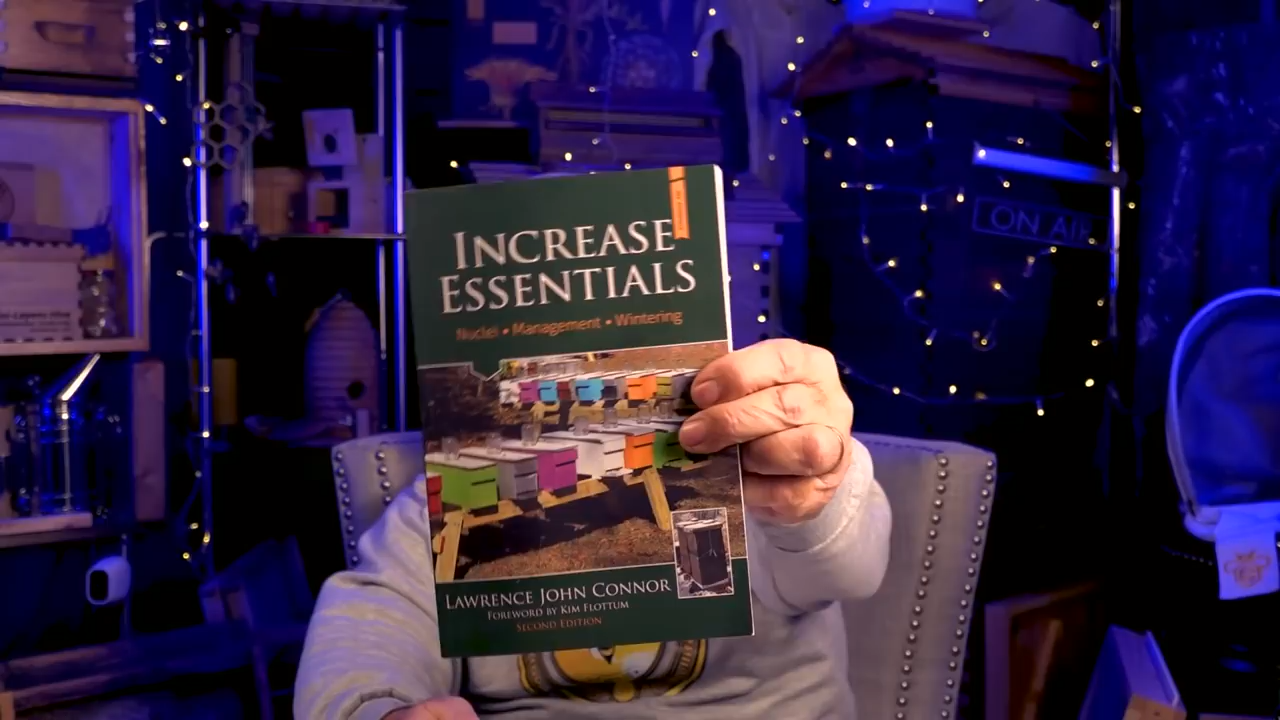 INCREASE
ESSENTIALS
Nuclei • Management • Wintering
LAWRENCE JOHN CONNOR
FOREWORD BY KIM FLOTTUM
SECOND EDITION
ON AIR